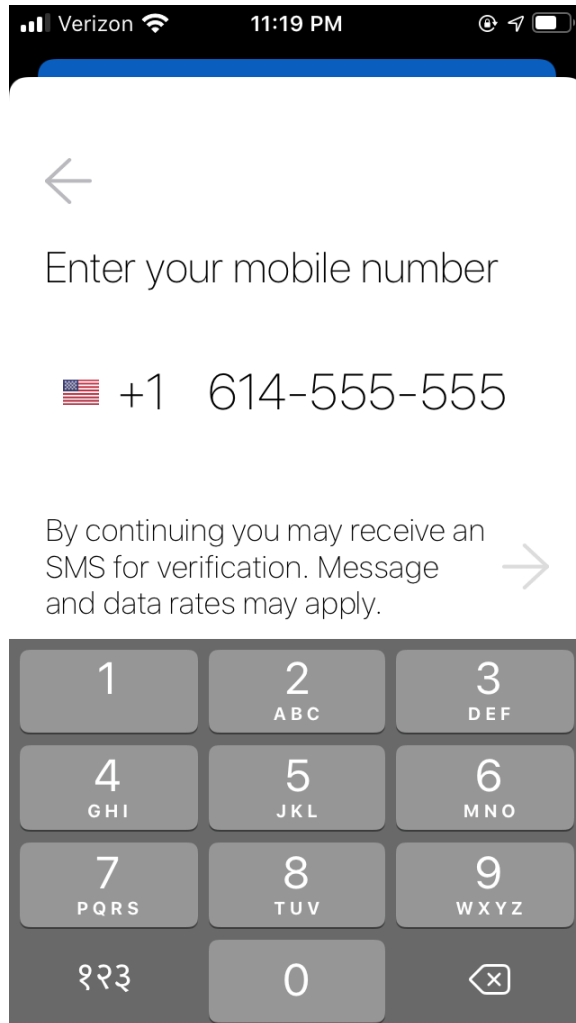 Verizon 11:19 PM
Enter your mobile number
+1 614-555-555
By continuing you may receive an
SMS for verification. Message
and data rates may apply.
1 2 3
ABC DEF
4 5 6
GHI JKL MNO
7 8 9
PQRS TUV WXYZ
१२३ 0